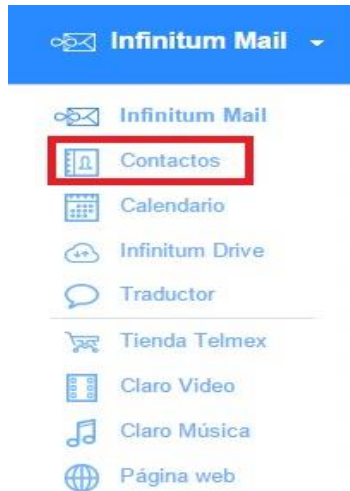 Infinitum Mail
Infinitum Mail
Contactos
Calendario
Infinitum Drive
Traductor
Tienda Telmex
Claro Video
Claro Música
Página web